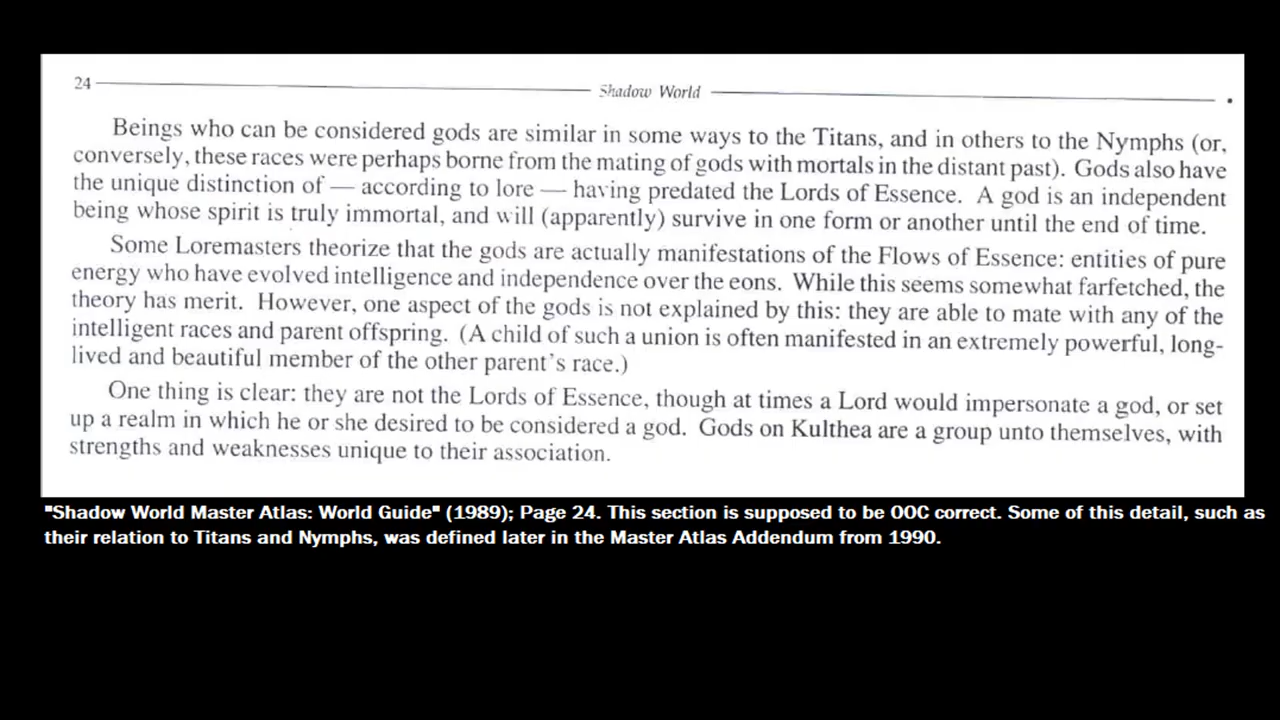 24 Shadow World
Beings who can be considered gods are similar in some ways to the Titans, and in others to the Nymphs (or,
conversely, these races were perhaps borne from the mating of gods with mortals in the distant past). Gods also have
the unique distinction of — according to lore — having predated the Lords of Essence. A god is an independent
being whose spirit is truly immortal, and will (apparently) survive in one form or another until the end of time.
Some Loremasters theorize that the gods are actually manifestations of the Flows of Essence: entities of pure
energy who have evolved intelligence and independence over the eons. While this seems somewhat farfetched, the
theory has merit. However, one aspect of the gods is not explained by this: they are able to mate with any of the
intelligent races and parent offspring. (A child of such a union is often manifested in an extremely powerful, long-
lived and beautiful member of the other parent's race.)
One thing is clear: they are not the Lords of Essence, though at times a Lord would impersonate a god, or set
up a realm in which he or she desired to be considered a god. Gods on Kulthea are a group unto themselves, with
strengths and weaknesses unique to their association.
"Shadow World Master Atlas: World Guide" (1989); Page 24. This section is supposed to be OOC correct. Some of this detail, such as
their relation to Titans and Nymphs, was defined later in the Master Atlas Addendum from 1990.